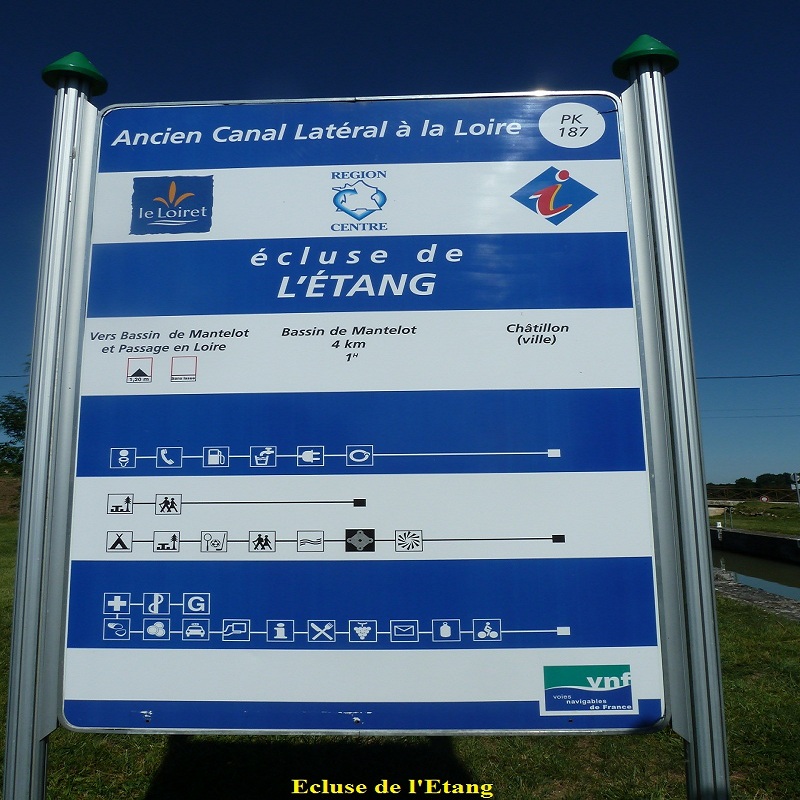 Ancien Canal Latéral à la Loire
PK
187
le Loiret
REGION
CENTRE
i
écluse de
L'ÉTANG
Vers Bassin de Mantelot
et Passage en Loire
1,20 m
Bassin de Mantelot
4 km
1H
Châtillon
(ville)
G
vnf
voies
navigables
de France
Ecluse de l'Etang